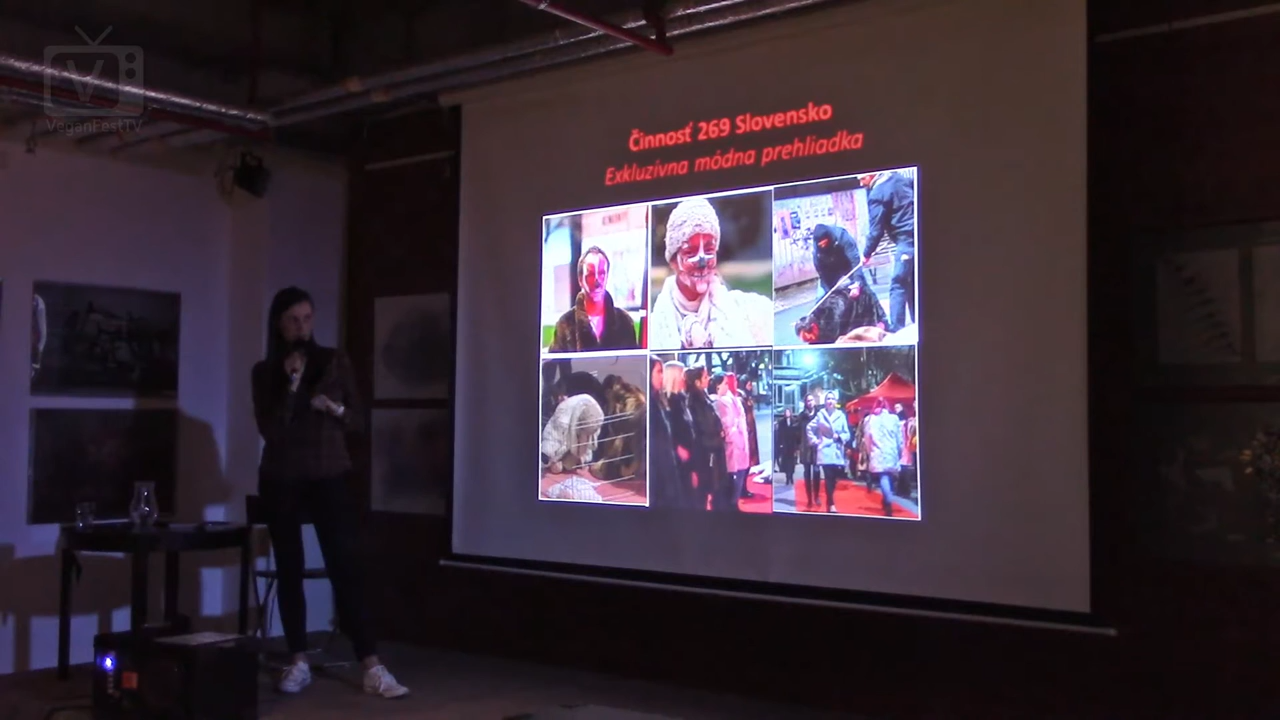 V
VeganFestTV
Činnosť 269 Slovensko
Exkluzívna módna prehliadka